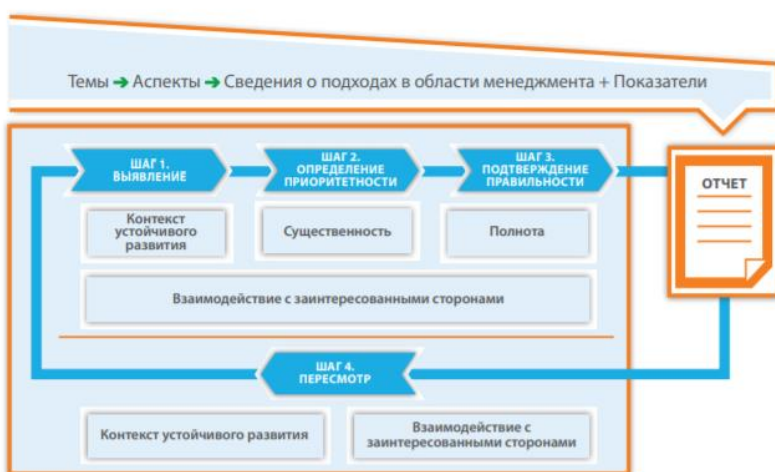 Темы ➔ Аспекты ➔ Сведения о подходах в области менеджмента + Показатели
ШАГ 1.
ВЫЯВЛЕНИЕ
ШАГ 2.
ОПРЕДЕЛЕНИЕ
ПРИОРИТЕТНОСТИ
ШАГ 3.
ПОДТВЕРЖДЕНИЕ
ПРАВИЛЬНОСТИ
ОТЧЕТ
Контекст
устойчивого
развития
Существенность
Полнота
Взаимодействие с заинтересованными сторонами
ШАГ 4.
ПЕРЕСМОТР
Контекст устойчивого развития
Взаимодействие с
заинтересованными сторонами